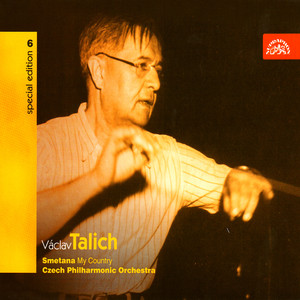 special edition 6
SUPRAPHON
Václav Talich
Smetana My Country
Czech Philharmonic Orchestra